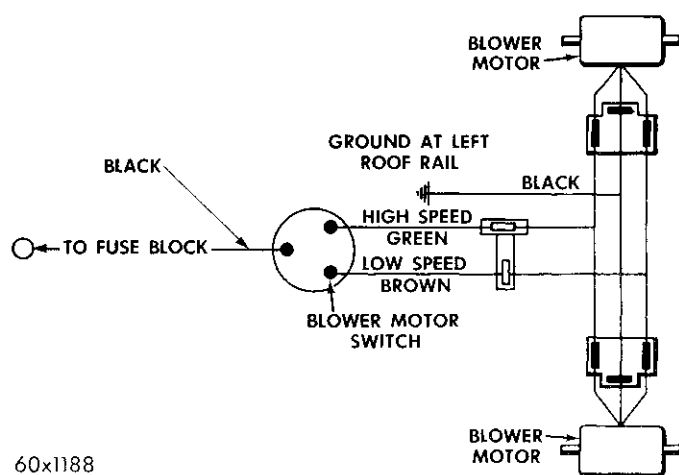 BLOWER
MOTOR
GROUND AT LEFT
ROOF RAIL
BLACK
BLACK
HIGH SPEED
GREEN
TO FUSE BLOCK
LOW SPEED
BROWN
BLOWER MOTOR
SWITCH
BLOWER
MOTOR
60x1188